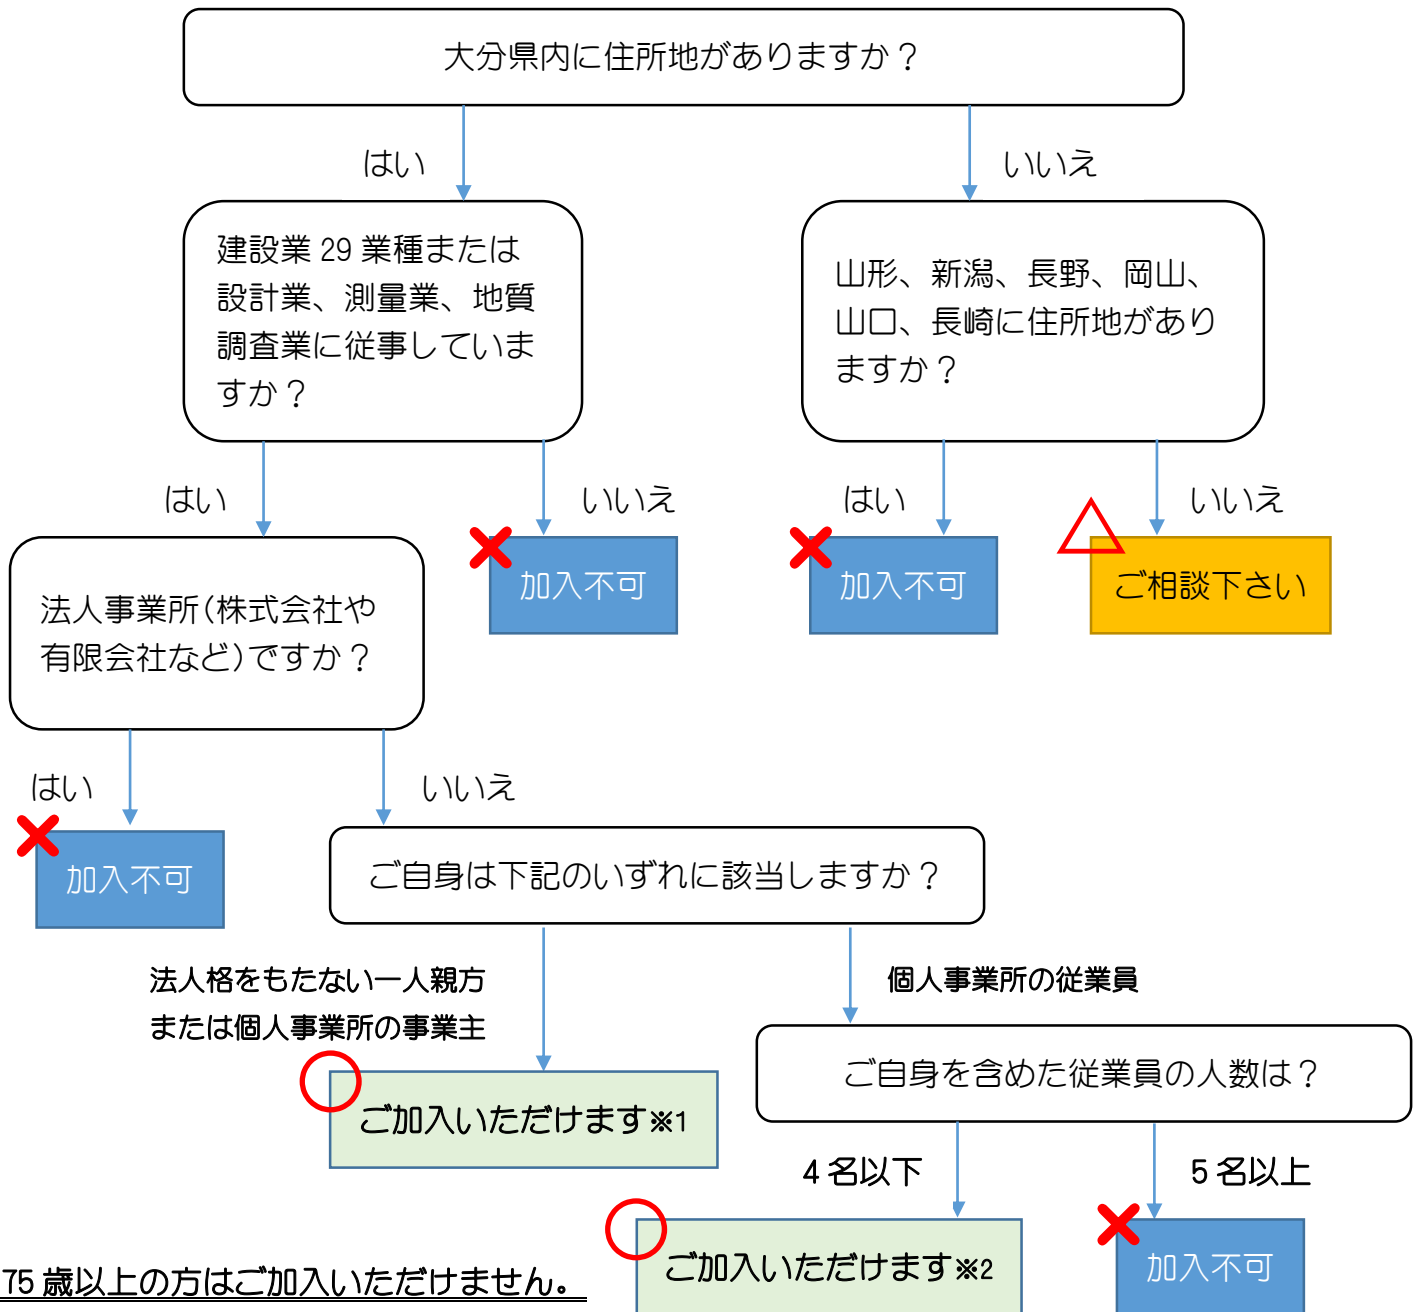 大分県内に住所地がありますか？
はい
いいえ
建設業 29 業種または
設計業、測量業、地質
調査業に従事していま
すか？
山形、新潟、長野、岡山、
山口、長崎に住所地があり
ますか？
はい
いいえ
はい
いいえ
加入不可
加入不可
ご相談下さい
法人事業所(株式会社や
有限会社など)ですか？
はい
いいえ
加入不可
ご自身は下記のいずれに該当しますか？
法人格をもたない一人親方
または個人事業所の事業主
個人事業所の従業員
ご加入いただけます※1
ご自身を含めた従業員の人数は？
4 名以下
5 名以上
ご加入いただけます※2
加入不可
75 歳以上の方はご加入いただけません。